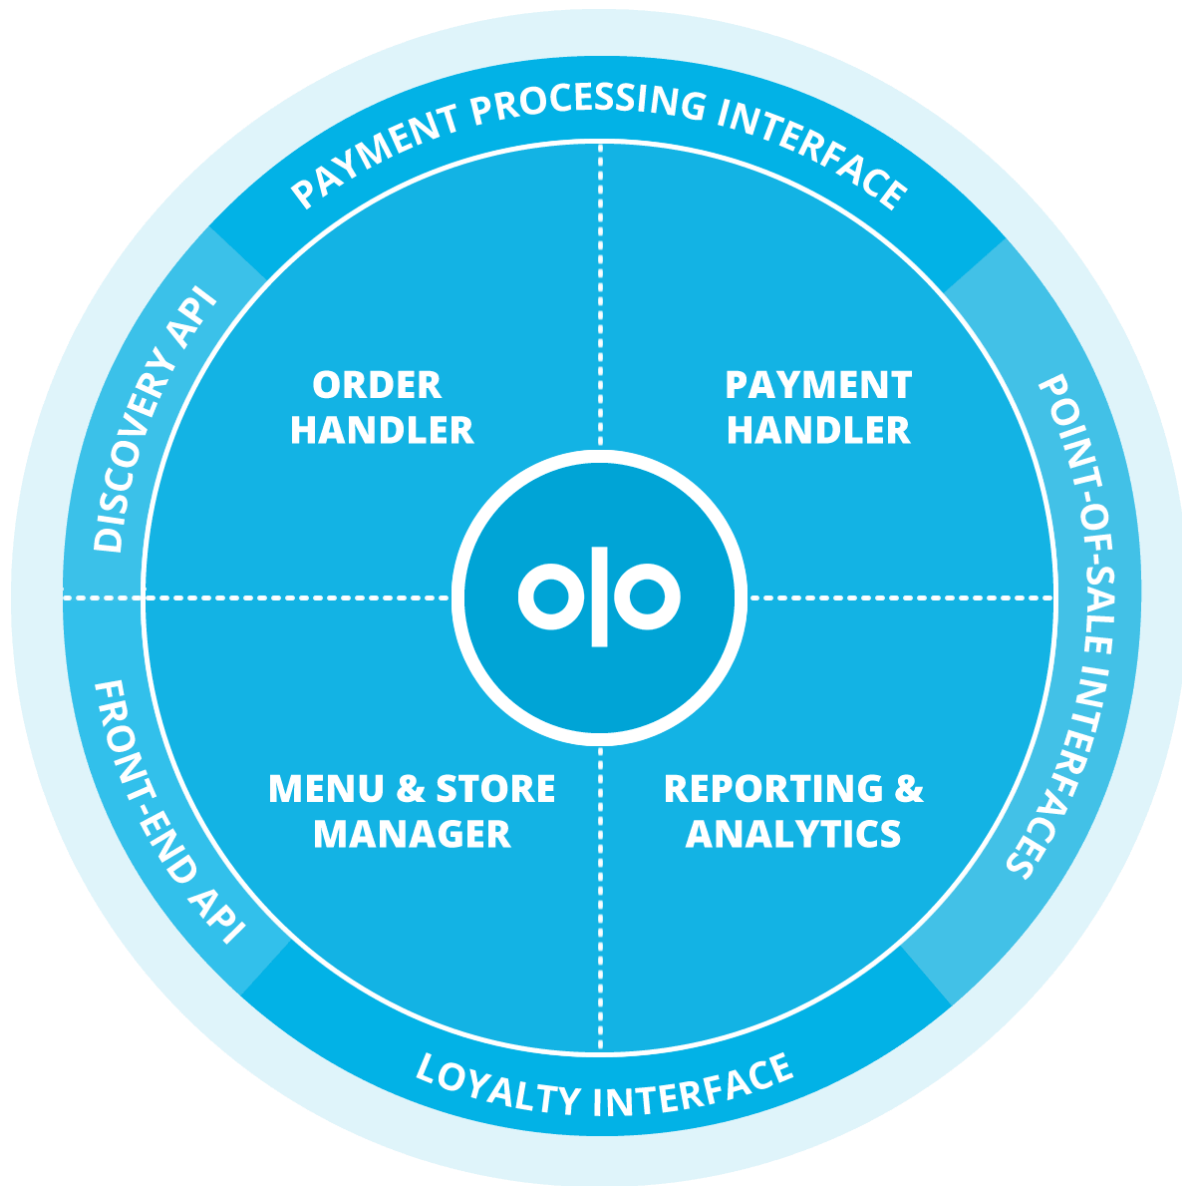 PAYMENT PROCESSING INTERFACE
DISCOVERY API
POINT-OF-SALE INTERFACES
ORDER
HANDLER
PAYMENT
HANDLER
olo
MENU & STORE
MANAGER
REPORTING &
ANALYTICS
FRONT-END API
LOYALTY INTERFACE